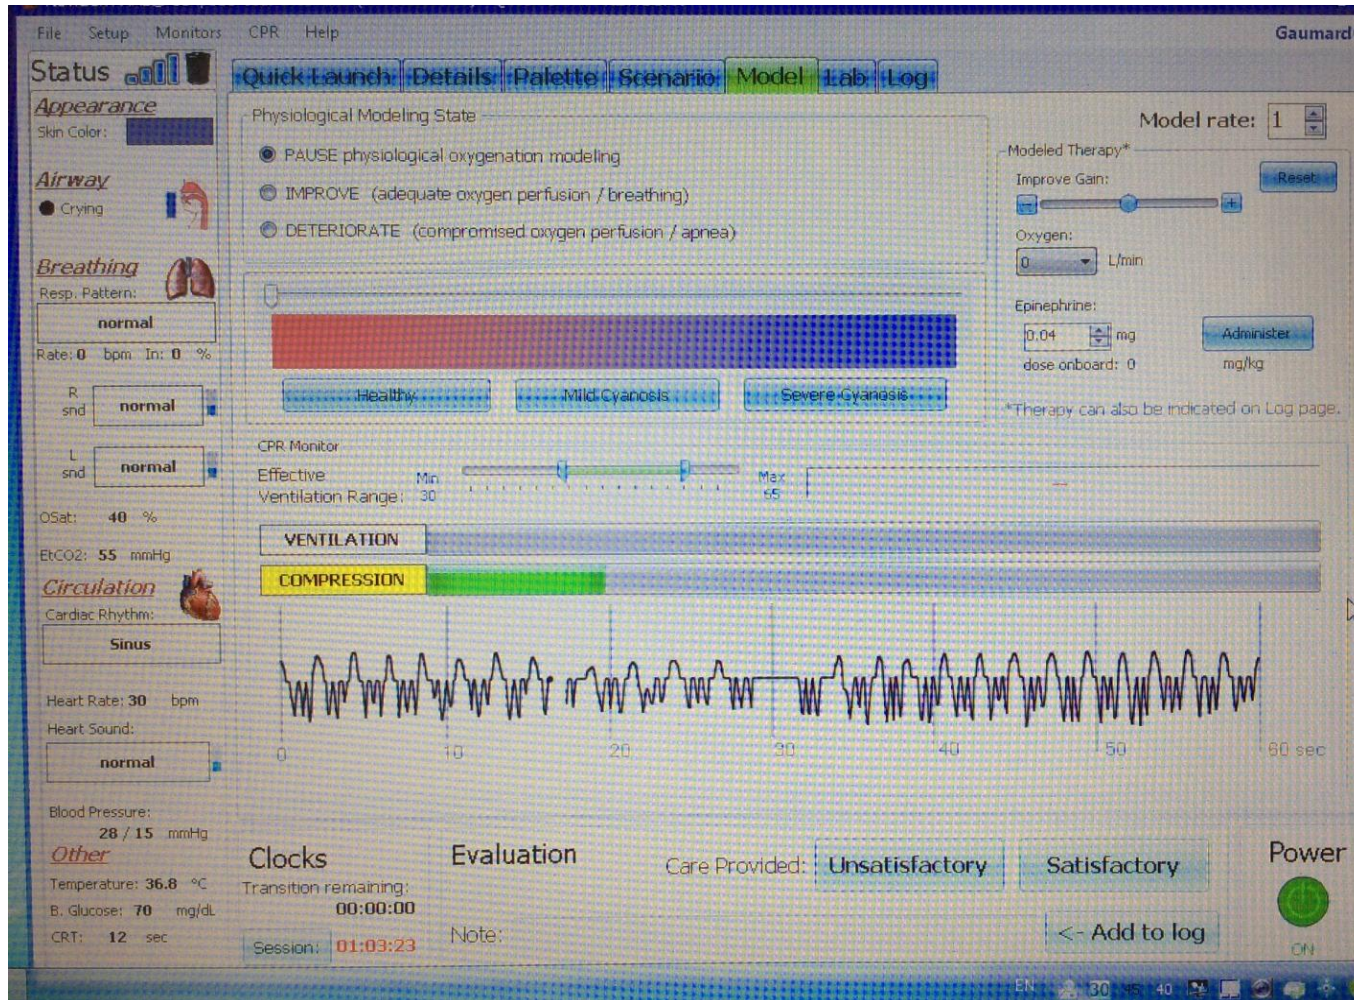 File Setup Monitors CPR Help
Gaumard
Status
Quick Launch Details Palette Scenario Model Lab Log
Appearance
Skin Color:
Airway
Crying
Breathing
Resp. Pattern:
normal
Rate: 0 bpm In: 0 %
R
snd
normal
L
snd
normal
OSat: 40 %
EtCO2: 55 mmHg
Circulation
Cardiac Rhythm:
Sinus
Heart Rate: 30 bpm
Heart Sound:
normal
Blood Pressure:
28 / 15 mmHg
Other
Temperature: 36.8 °C
B. Glucose: 70 mg/dL
CRT: 12 sec
Physiological Modeling State
PAUSE physiological oxygenation modeling
IMPROVE (adequate oxygen perfusion / breathing)
DETERIORATE (compromised oxygen perfusion / apnea)
Healthy Mild Cyanosis Severe Cyanosis
Model rate: 1
Modeled Therapy*
Improve Gain:
Reset
- +
Oxygen:
0 L/min
Epinephrine:
0.04 mg
Administer
dose onboard: 0 mg/kg
*Therapy can also be indicated on Log page.
CPR Monitor
Effective
Ventilation Range:
Min
30
Max
65
---
VENTILATION
COMPRESSION
0 10 20 30 40 50 60 sec
Clocks
Transition remaining:
00:00:00
Session: 01:03:23
Evaluation
Care Provided: Unsatisfactory Satisfactory
Note:
<- Add to log
Power
ON
EN 30 45 40